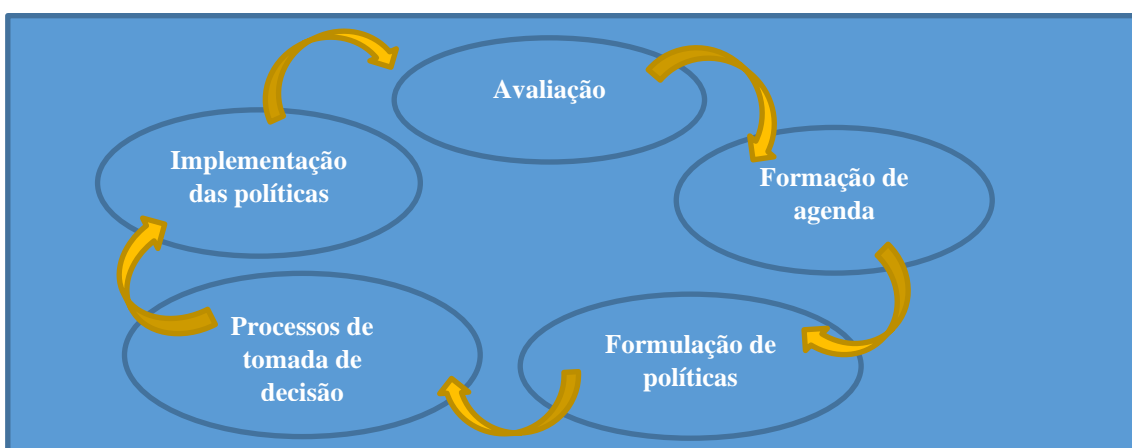 Avaliação
Formação de
agenda
Formulação de
políticas
Processos de
tomada de
decisão
Implementação
das políticas